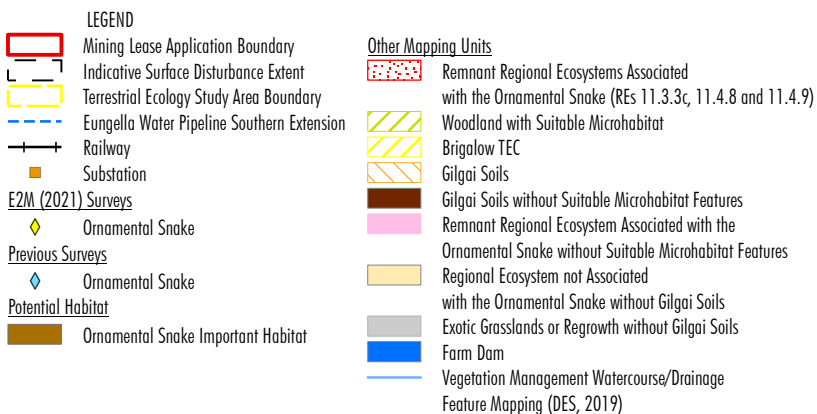 LEGEND
Mining Lease Application Boundary
Indicative Surface Disturbance Extent
Terrestrial Ecology Study Area Boundary
Eungella Water Pipeline Southern Extension
Railway
Substation
E2M (2021) Surveys
Ornamental Snake
Previous Surveys
Ornamental Snake
Potential Habitat
Ornamental Snake Important Habitat
Other Mapping Units
Remnant Regional Ecosystems Associated
with the Ornamental Snake (REs 11.3.3c, 11.4.8 and 11.4.9)
Woodland with Suitable Microhabitat
Brigalow TEC
Gilgai Soils
Gilgai Soils without Suitable Microhabitat Features
Remnant Regional Ecosystem Associated with the
Ornamental Snake without Suitable Microhabitat Features
Regional Ecosystem not Associated
with the Ornamental Snake without Gilgai Soils
Exotic Grasslands or Regrowth without Gilgai Soils
Farm Dam
Vegetation Management Watercourse/Drainage
Feature Mapping (DES, 2019)